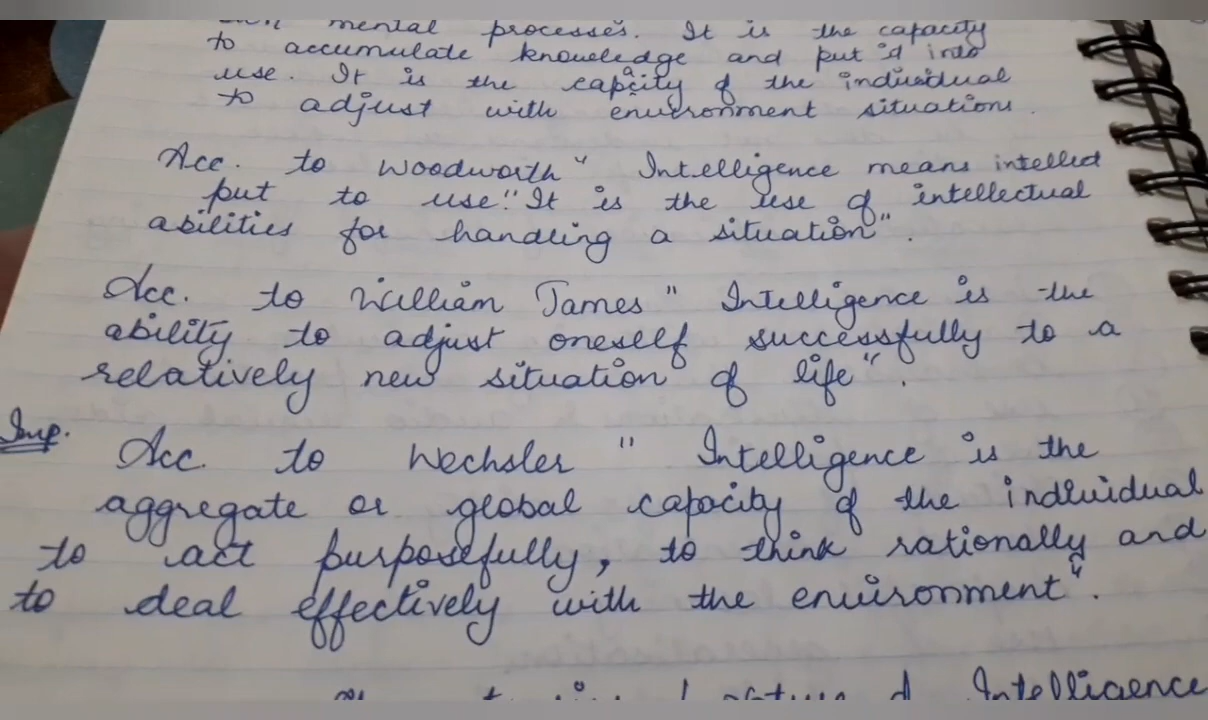 mental processes. It is the capacity
to accumulate knowledge and put it into
use. It is the capacity of the individual
to adjust with environment situations.
Acc. to Woodworth " Intelligence means intellect
put to use." It is the use of intellectual
abilities for handling a situation".
Acc. to William James " Intelligence is the
ability to adjust oneself successfully to a
relatively new situation of life".
Imp.
Acc. to Wechsler " Intelligence is the
aggregate or global capacity of the individual
to act purposefully, to think rationally and
to deal effectively with the environment".
Intelligence